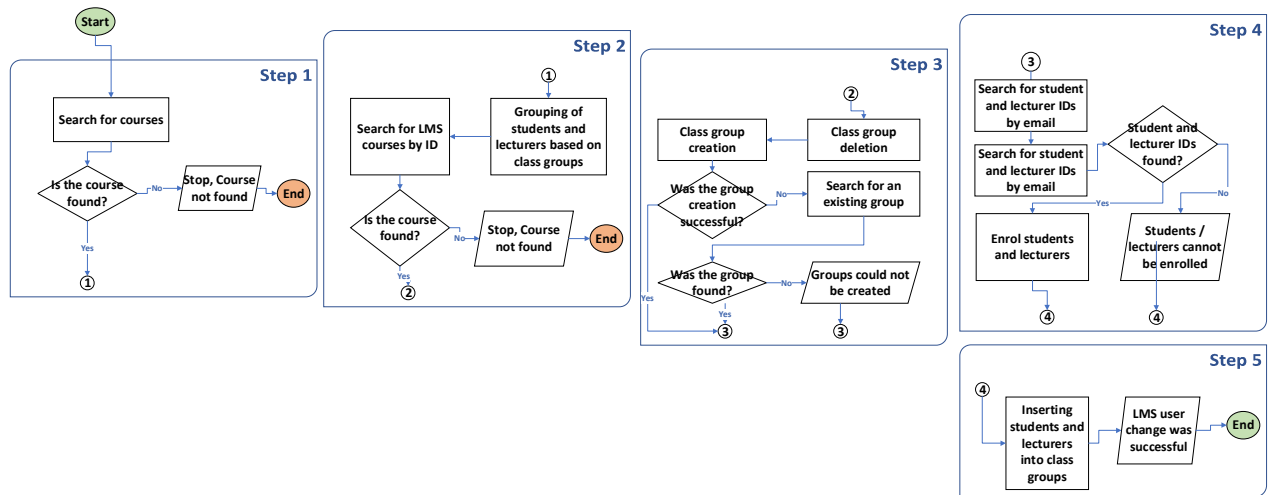 Start
Step 1
Search for courses
Is the course
found?
No
Stop, Course
not found
End
Yes
1
Step 2
1
Grouping of
students and
lecturers based on
class groups
Search for LMS
courses by ID
Is the course
found?
No
Stop, Course
not found
End
Yes
2
Step 3
2
Class group
deletion
Class group
creation
Was the group
creation
successful?
No
Search for an
existing group
Was the group
found?
No
Groups could not
be created
Yes
Yes
3
3
Step 4
3
Search for student
and lecturer IDs
by email
Search for student
and lecturer IDs
by email
Student and
lecturer IDs
found?
Yes
No
Enrol students
and lecturers
Students /
lecturers cannot
be enrolled
4
4
Step 5
4
Inserting
students and
lecturers
into class
groups
LMS user
change was
successful
End